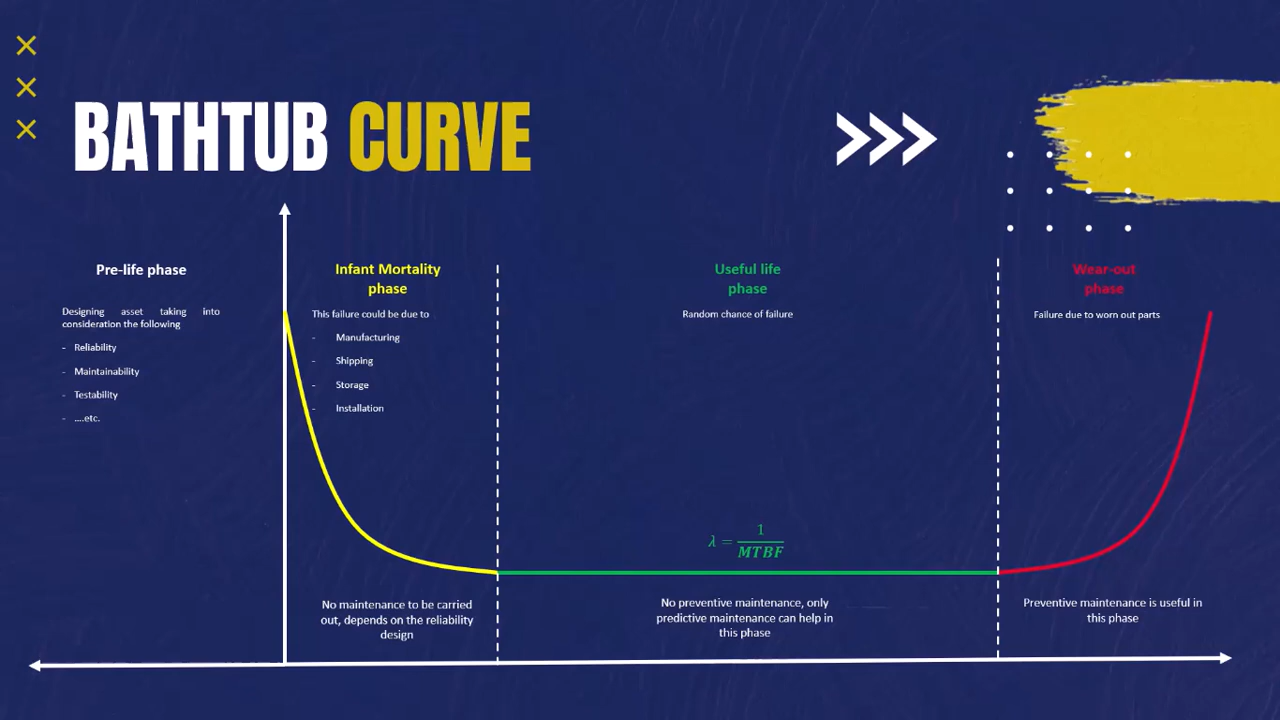 BATHTUB CURVE
Pre-life phase
Designing asset taking into
consideration the following
- Reliability
- Maintainability
- Testability
- ....etc.
Infant Mortality
phase
This failure could be due to
- Manufacturing
- Shipping
- Storage
- Installation
No maintenance to be carried
out, depends on the reliability
design
Useful life
phase
Random chance of failure
λ = 1/MTBF
No preventive maintenance, only
predictive maintenance can help in
this phase
Wear-out
phase
Failure due to worn out parts
Preventive maintenance is useful in
this phase